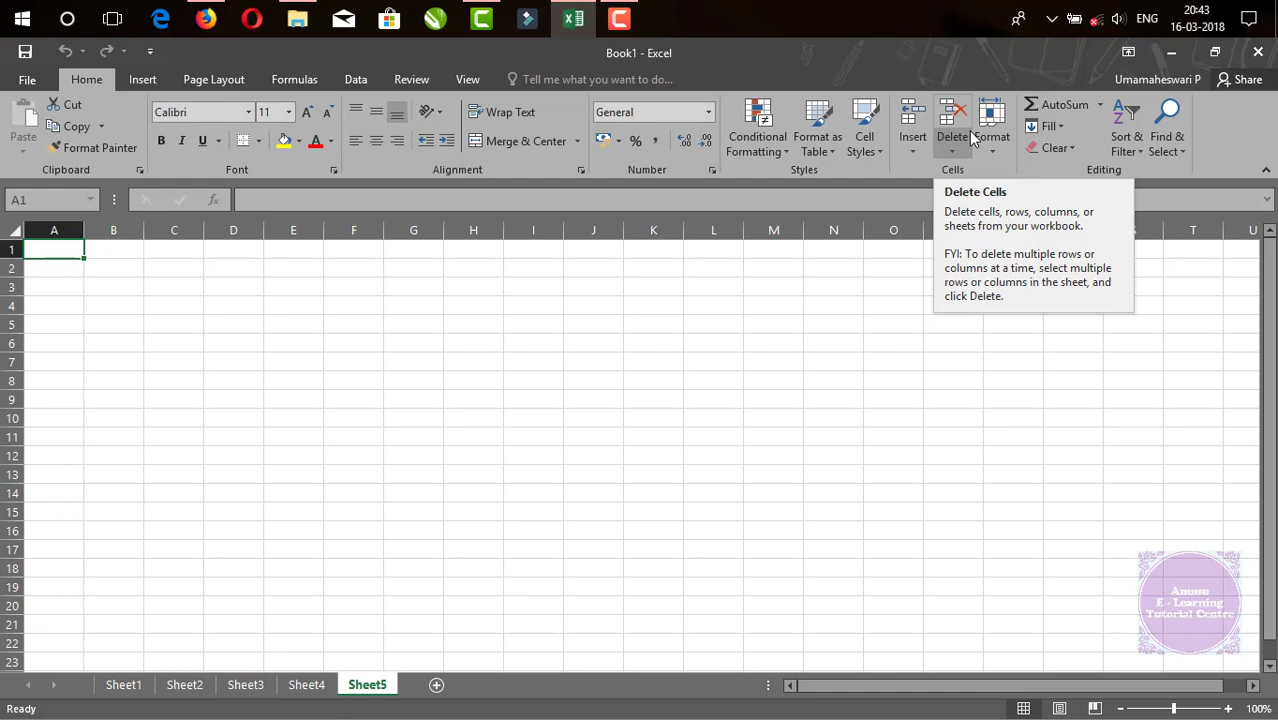 ENG
20:43
16-03-2018
Book1 - Excel
File
Home
Insert
Page Layout
Formulas
Data
Review
View
Tell me what you want to do...
Umamaheswari P
Share
Paste
Cut
Copy
Format Painter
Clipboard
Calibri
11
B I U
Font
Wrap Text
Merge & Center
Alignment
General
%
Number
Conditional
Formatting
Format as
Table
Cell
Styles
Styles
Insert
Delete
Format
Cells
AutoSum
Fill
Clear
Sort &
Filter
Find &
Select
Editing
A1
fx
Delete Cells
Delete cells, rows, columns, or
sheets from your workbook.
FYI: To delete multiple rows or
columns at a time, select multiple
rows or columns in the sheet, and
click Delete.
A B C D E F G H I J K L M N O T U
1
2
3
4
5
6
7
8
9
10
11
12
13
14
15
16
17
18
19
20
21
22
23
E - Learning
Tutorial Centre
Sheet1
Sheet2
Sheet3
Sheet4
Sheet5
Ready
100%